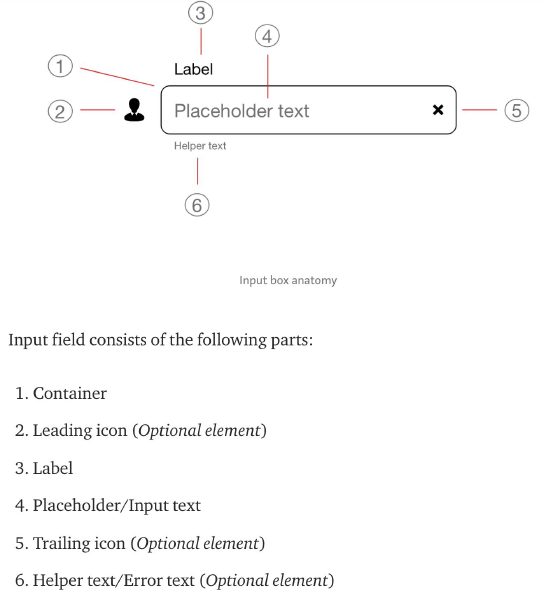 ③
④
Label
①
② Placeholder text ⑤
Helper text
⑥
Input box anatomy
Input field consists of the following parts:
1. Container
2. Leading icon (Optional element)
3. Label
4. Placeholder/Input text
5. Trailing icon (Optional element)
6. Helper text/Error text (Optional element)